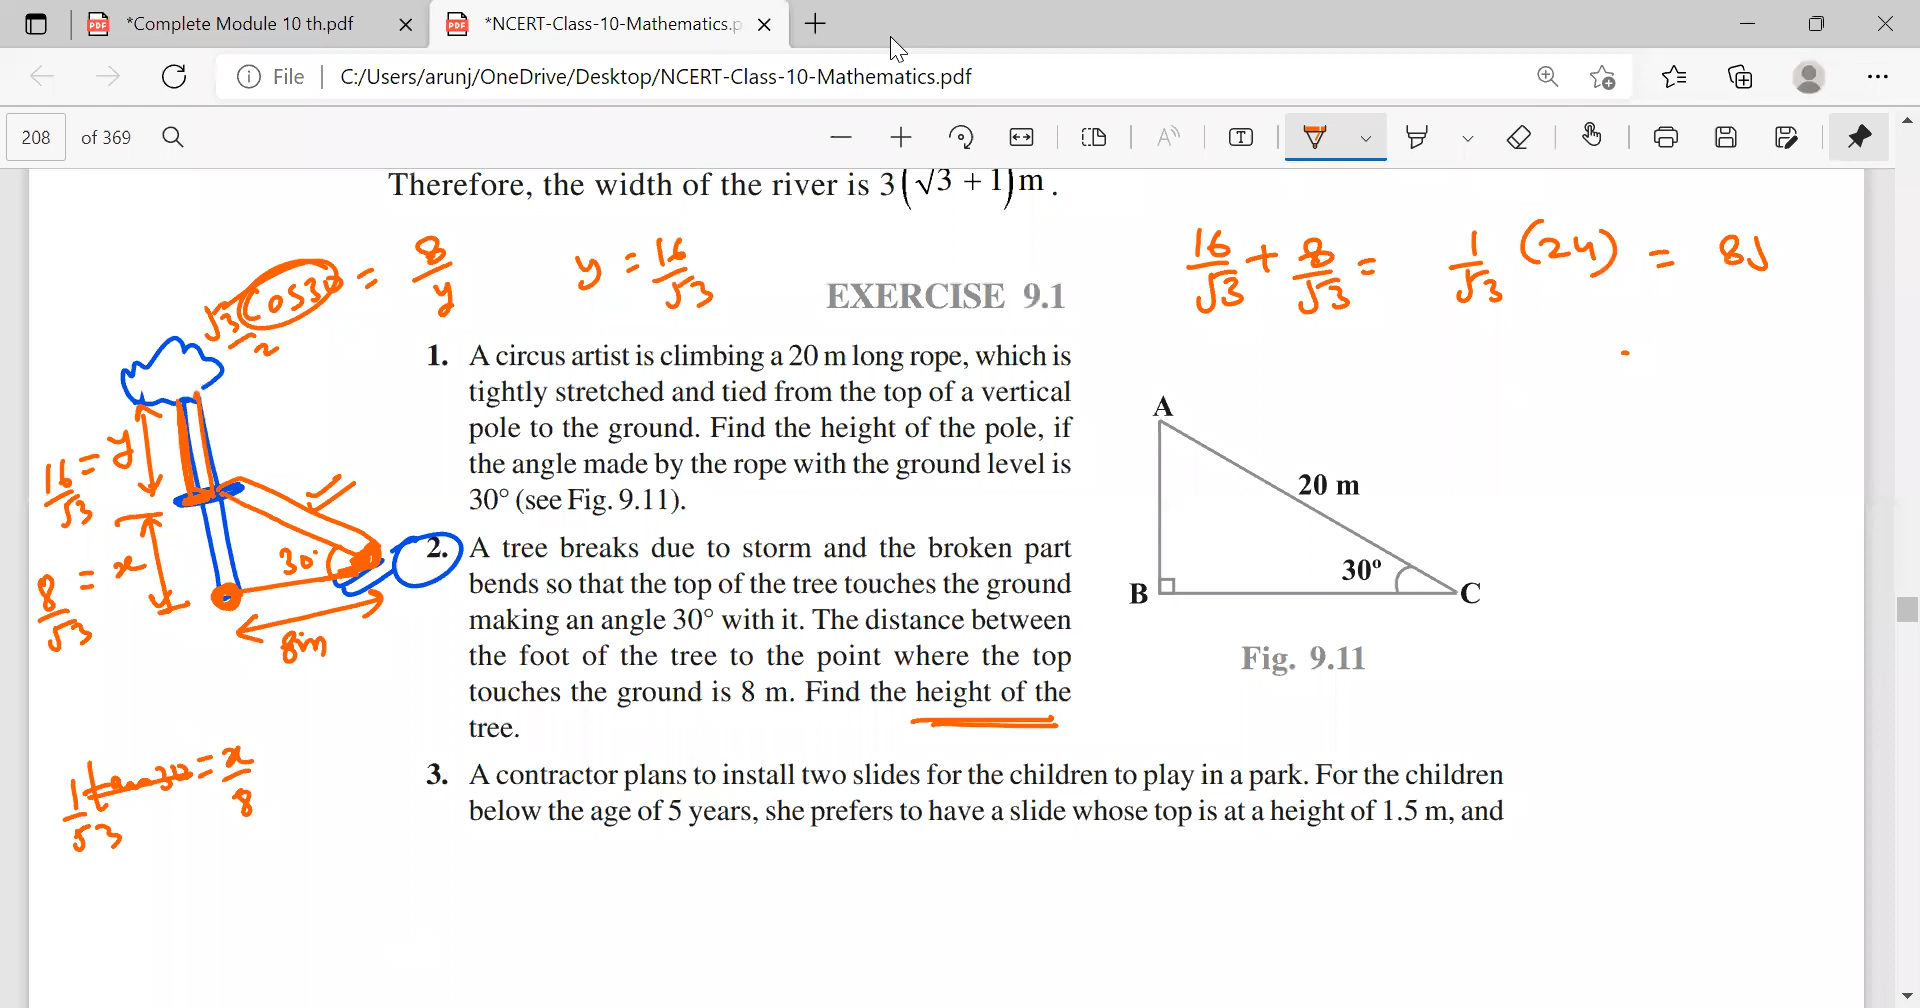 *Complete Module 10 th.pdf
*NCERT-Class-10-Mathematics.p
File | C:/Users/arunj/OneDrive/Desktop/NCERT-Class-10-Mathematics.pdf
208 of 369
Therefore, the width of the river is 3(√3 + 1)m .
√3/2 cos30 = 8/y
y = 16/√3
16/√3 + 8/√3 = 1/√3 (24) = 8
EXERCISE 9.1
1. A circus artist is climbing a 20 m long rope, which is
tightly stretched and tied from the top of a vertical
pole to the ground. Find the height of the pole, if
the angle made by the rope with the ground level is
30° (see Fig. 9.11).
2. A tree breaks due to storm and the broken part
bends so that the top of the tree touches the ground
making an angle 30° with it. The distance between
the foot of the tree to the point where the top
touches the ground is 8 m. Find the height of the
tree.
A
20 m
30°
B
C
Fig. 9.11
16/√3 = y
8/√3 = x
30°
8m
1/√3 tan30 = x/8
3. A contractor plans to install two slides for the children to play in a park. For the children
below the age of 5 years, she prefers to have a slide whose top is at a height of 1.5 m, and